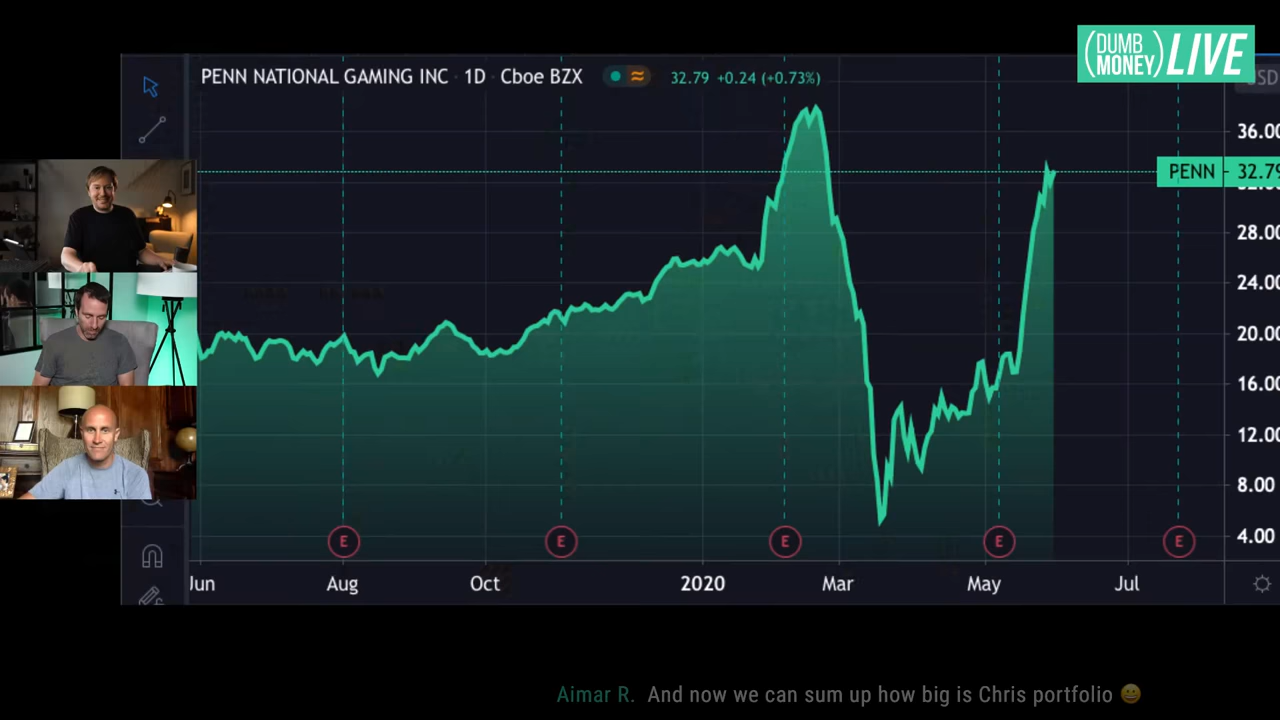 (DUMB MONEY) LIVE
PENN NATIONAL GAMING INC · 1D · Cboe BZX 32.79 +0.24 (+0.73%)
36.00
PENN 32.79
28.00
24.00
20.00
16.00
12.00
8.00
4.00
E E E E E
Jun Aug Oct 2020 Mar May Jul
Aimar R. And now we can sum up how big is Chris portfolio 😀